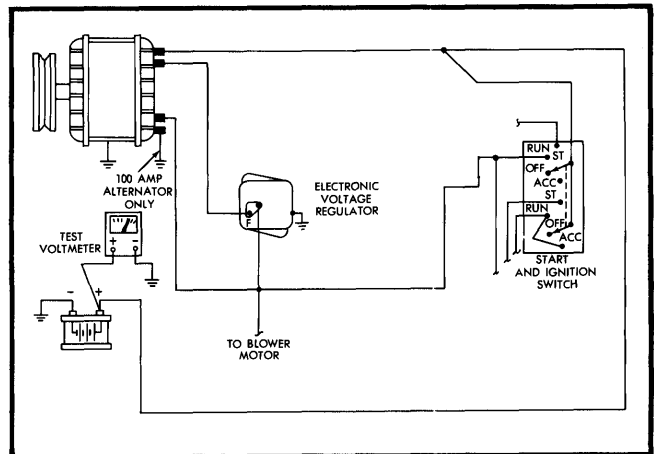 100 AMP
ALTERNATOR
ONLY
TEST
VOLTMETER
+ -
- +
F
ELECTRONIC
VOLTAGE
REGULATOR
TO BLOWER
MOTOR
RUN
ST
OFF
ACC
ST
RUN
OFF
ACC
START
AND IGNITION
SWITCH